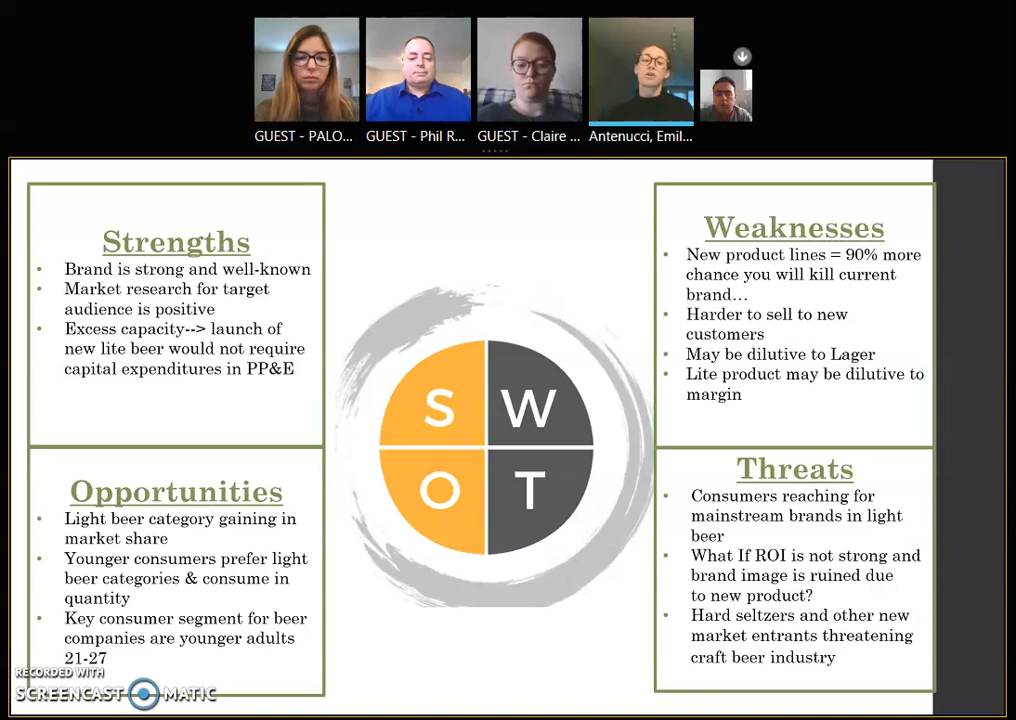 GUEST - PALO...
GUEST - Phil R...
GUEST - Claire ...
Antenucci, Emil...
Strengths
• Brand is strong and well-known
• Market research for target
audience is positive
• Excess capacity--> launch of
new lite beer would not require
capital expenditures in PP&E
Weaknesses
• New product lines = 90% more
chance you will kill current
brand…
• Harder to sell to new
customers
• May be dilutive to Lager
• Lite product may be dilutive to
margin
S W
O T
Opportunities
• Light beer category gaining in
market share
• Younger consumers prefer light
beer categories & consume in
quantity
• Key consumer segment for beer
companies are younger adults
21-27
Threats
• Consumers reaching for
mainstream brands in light
beer
• What If ROI is not strong and
brand image is ruined due
to new product?
• Hard seltzers and other new
market entrants threatening
craft beer industry
RECORDED WITH
SCREENCAST MATIC